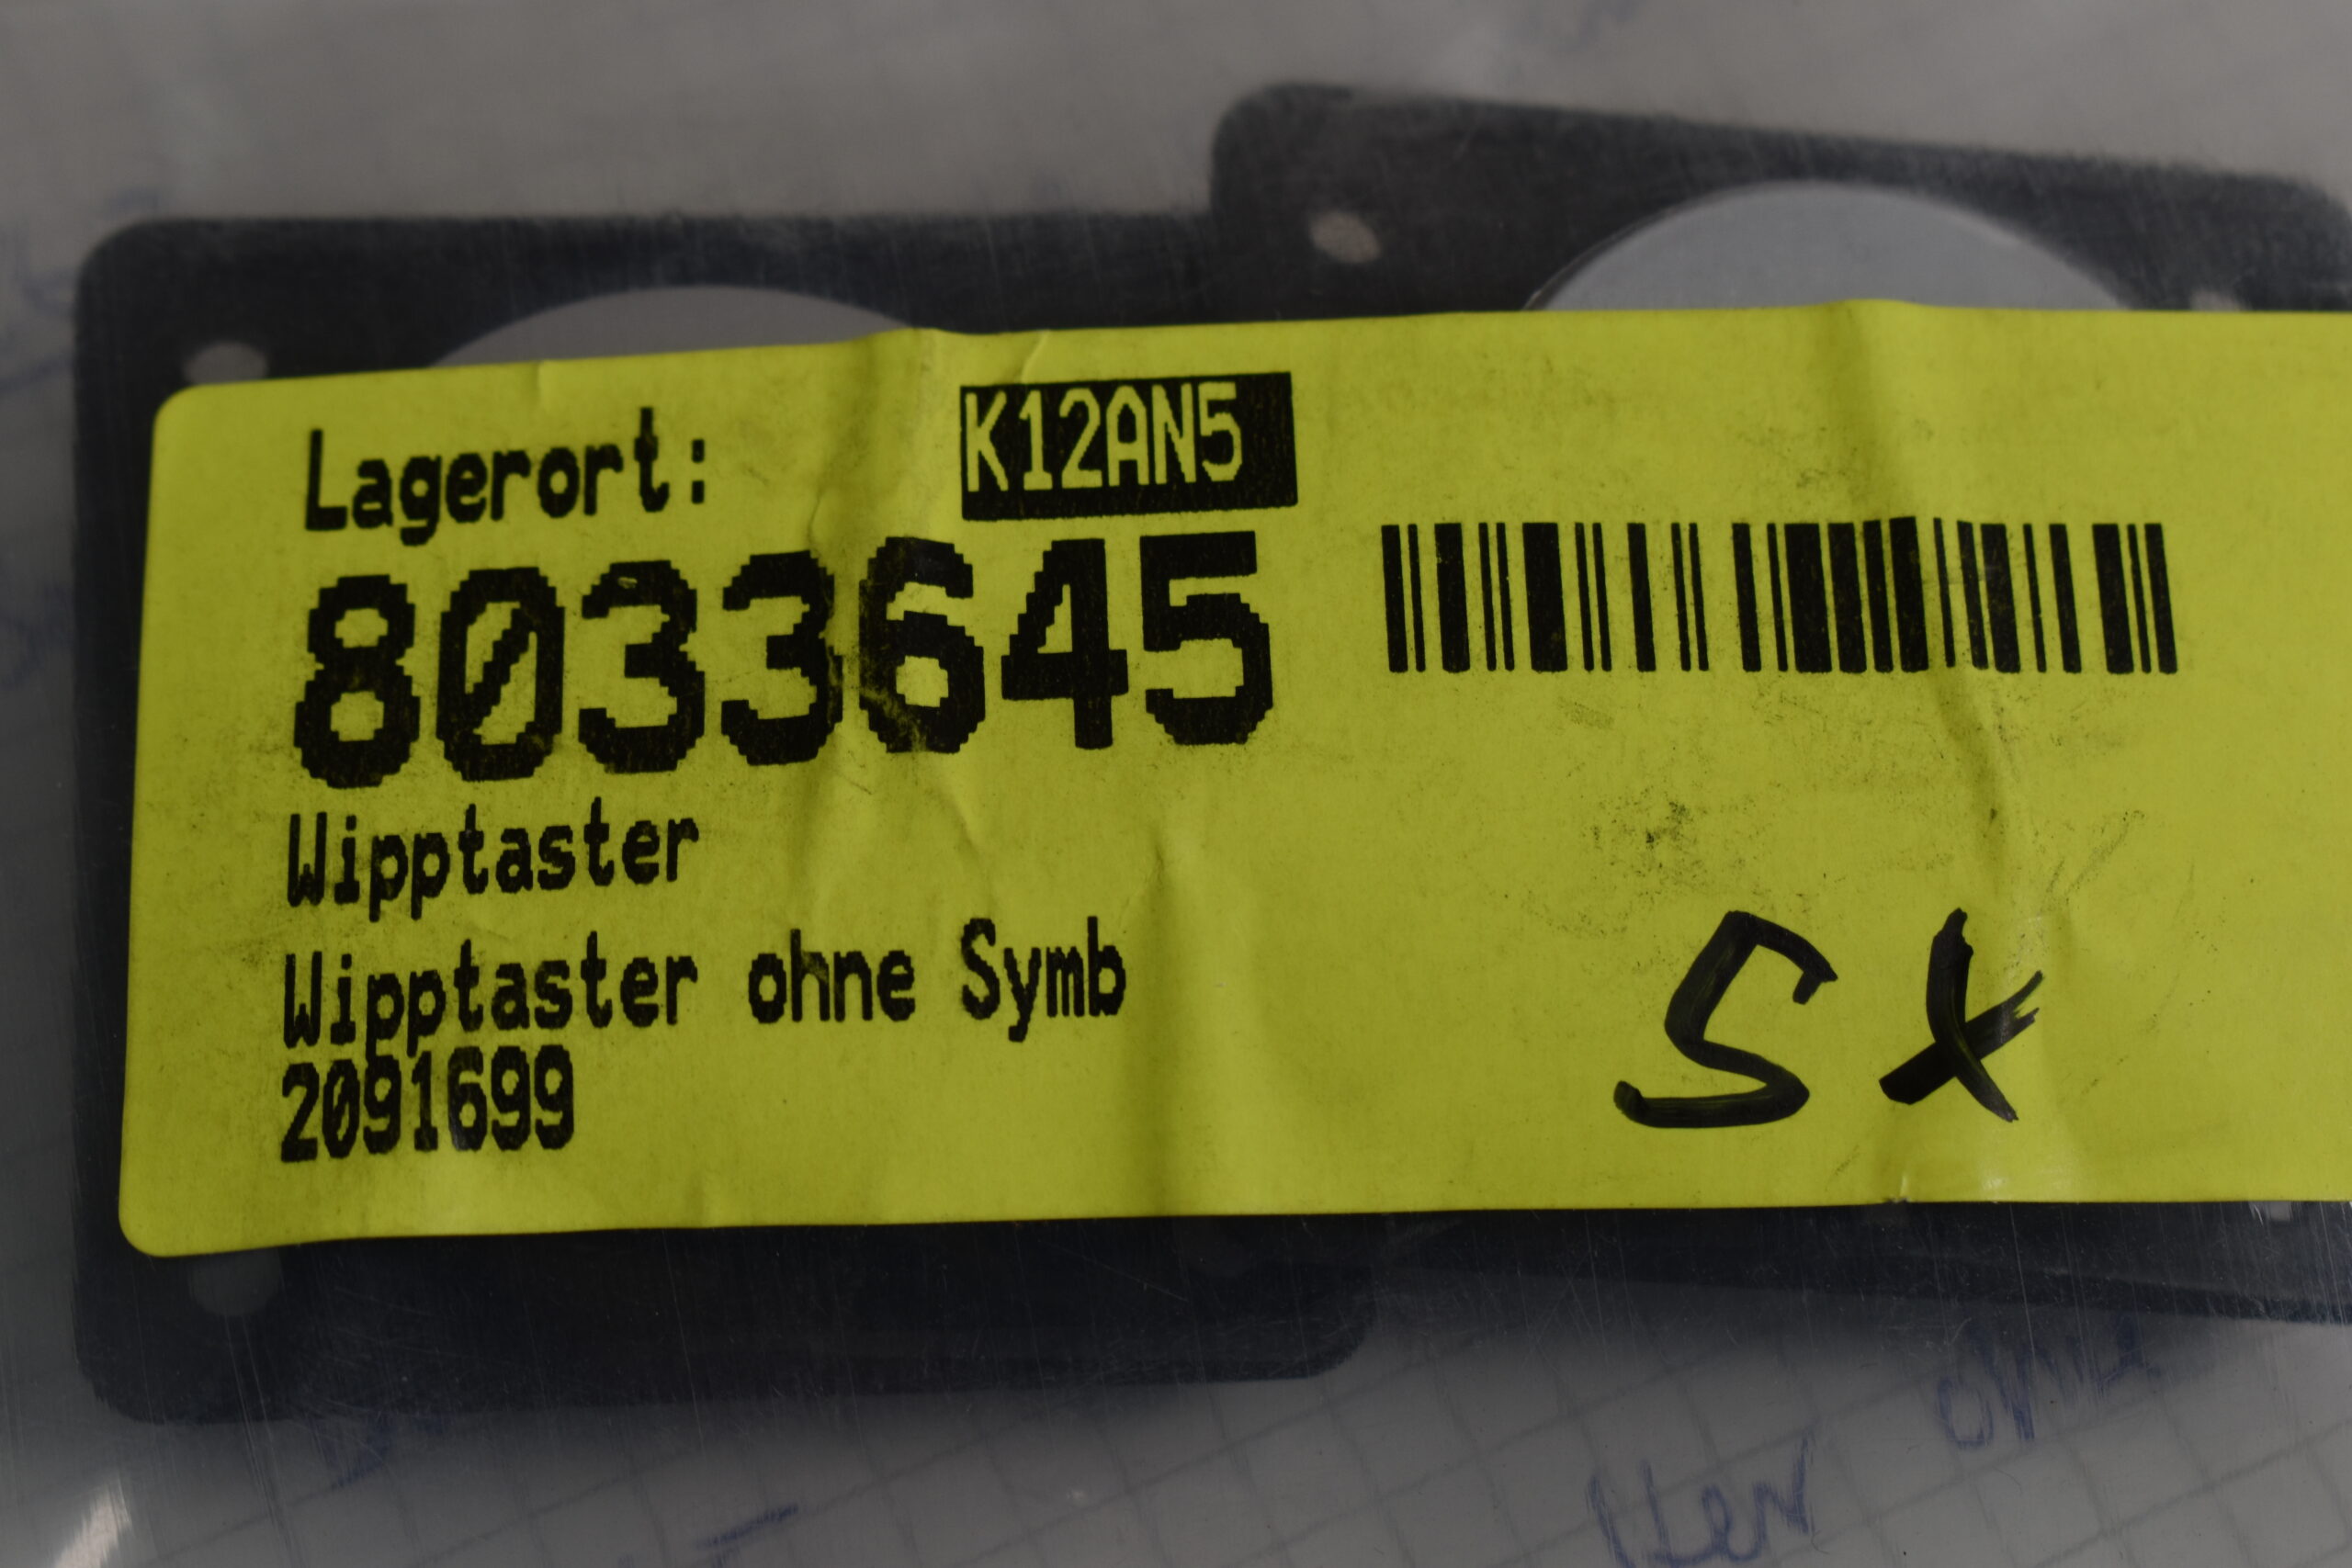 Lagerort: K12AN5
8033645
Wipptaster
Wipptaster ohne Symb
2091699
5x